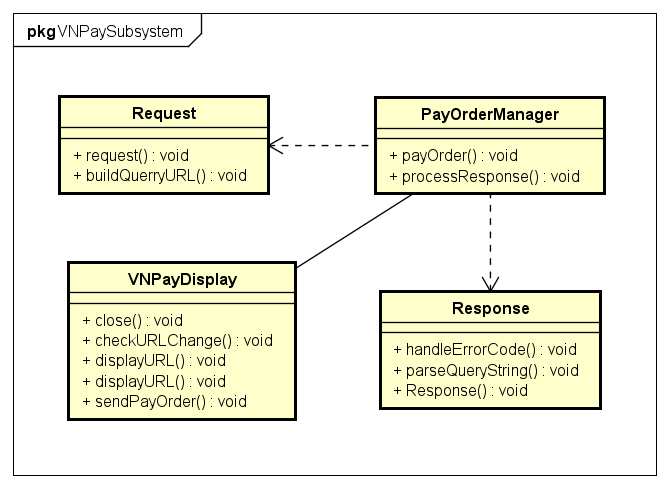 pkg VNPaySubsystem
Request
+ request() : void
+ buildQuerryURL() : void
PayOrderManager
+ payOrder() : void
+ processResponse() : void
VNPayDisplay
+ close() : void
+ checkURLChange() : void
+ displayURL() : void
+ displayURL() : void
+ sendPayOrder() : void
Response
+ handleErrorCode() : void
+ parseQueryString() : void
+ Response() : void